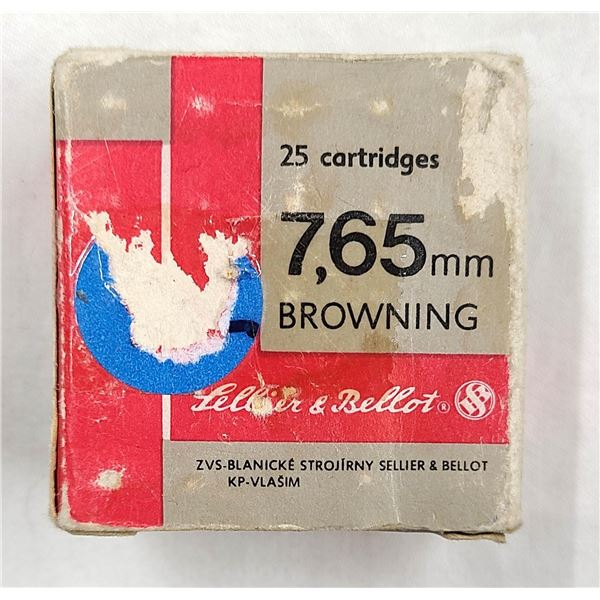 25 cartridges
7,65mm
BROWNING
Sellier & Bellot®
ZVS-BLANICKÉ STROJÍRNY SELLIER & BELLOT
KP-VLAŠIM